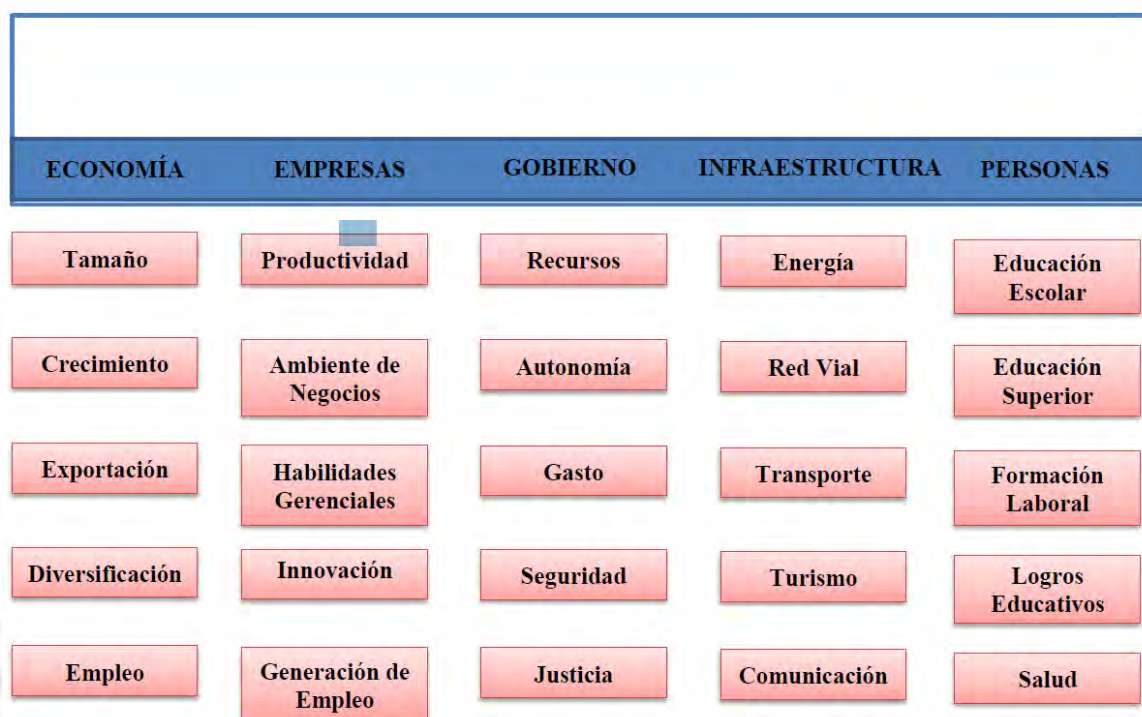 ECONOMÍA EMPRESAS GOBIERNO INFRAESTRUCTURA PERSONAS
Tamaño
Productividad
Recursos
Energía
Educación
Escolar
Crecimiento
Ambiente de
Negocios
Autonomía
Red Vial
Educación
Superior
Exportación
Habilidades
Gerenciales
Gasto
Transporte
Formación
Laboral
Diversificación
Innovación
Seguridad
Turismo
Logros
Educativos
Empleo
Generación de
Empleo
Justicia
Comunicación
Salud